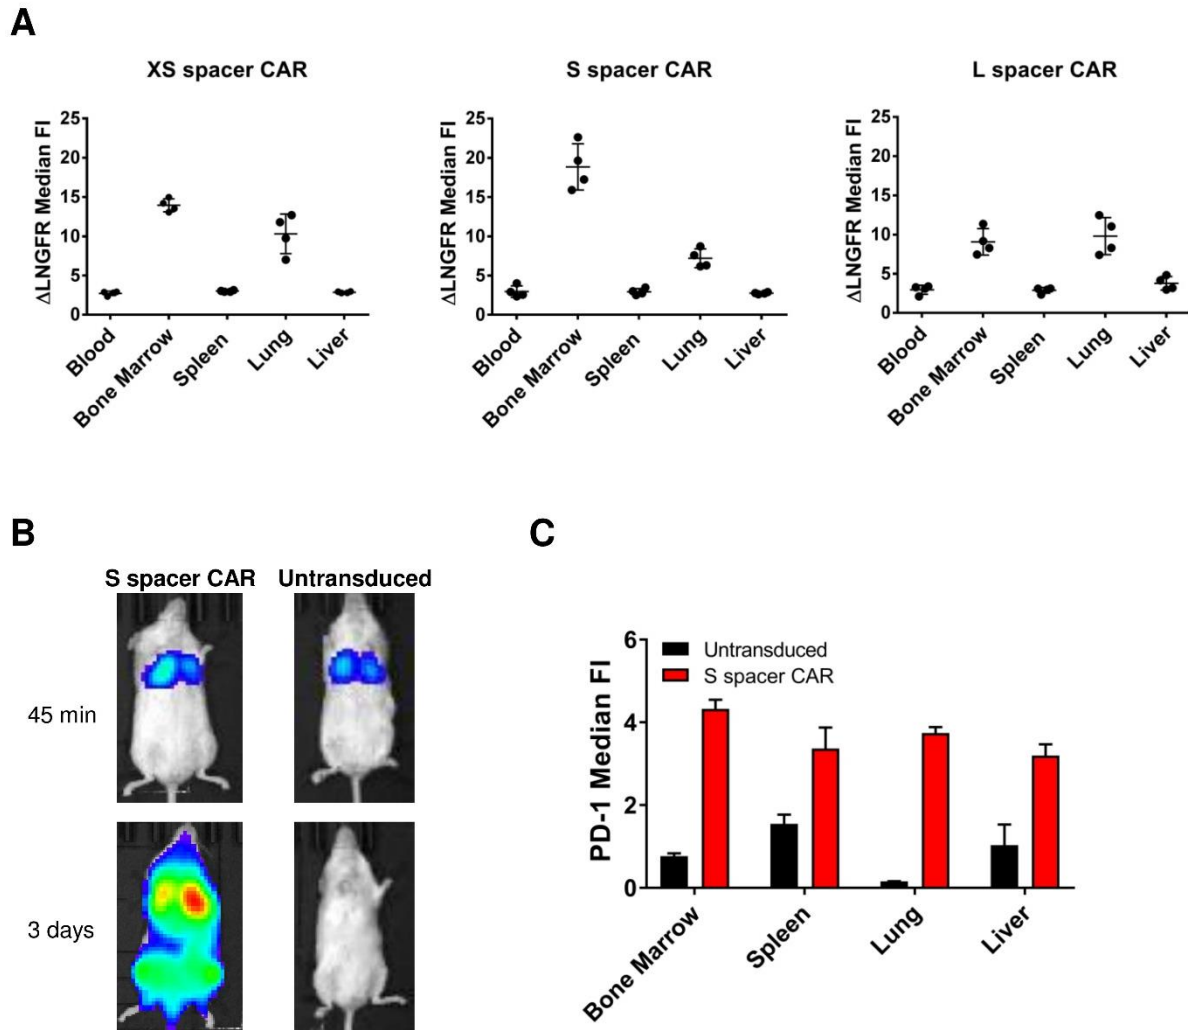 A
XS spacer CAR
ΔLNGFR Median FI
25
20
15
10
5
0
Blood
Bone Marrow
Spleen
Lung
Liver
S spacer CAR
ΔLNGFR Median FI
25
20
15
10
5
0
Blood
Bone Marrow
Spleen
Lung
Liver
L spacer CAR
ΔLNGFR Median FI
25
20
15
10
5
0
Blood
Bone Marrow
Spleen
Lung
Liver
B
S spacer CAR Untransduced
45 min
3 days
C
PD-1 Median FI
6
4
2
0
Untransduced
S spacer CAR
Bone Marrow
Spleen
Lung
Liver